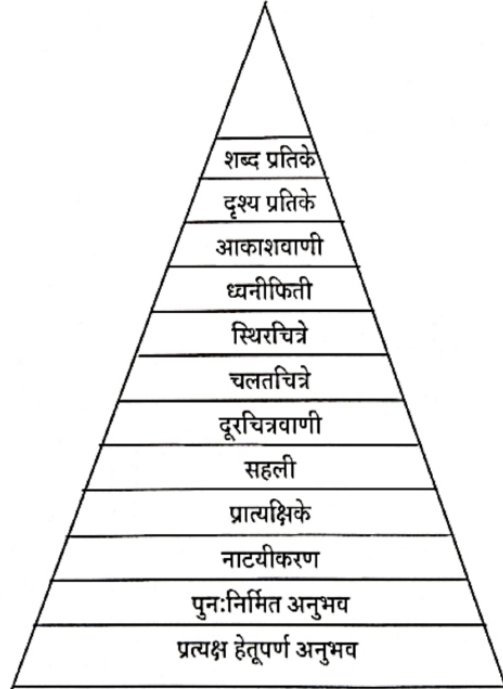 शब्द प्रतिके
दृश्य प्रतिके
आकाशवाणी
ध्वनीफिती
स्थिरचित्रे
चलतचित्रे
दूरचित्रवाणी
सहली
प्रात्यक्षिके
नाटयीकरण
पुनःनिर्मित अनुभव
प्रत्यक्ष हेतूपर्ण अनुभव